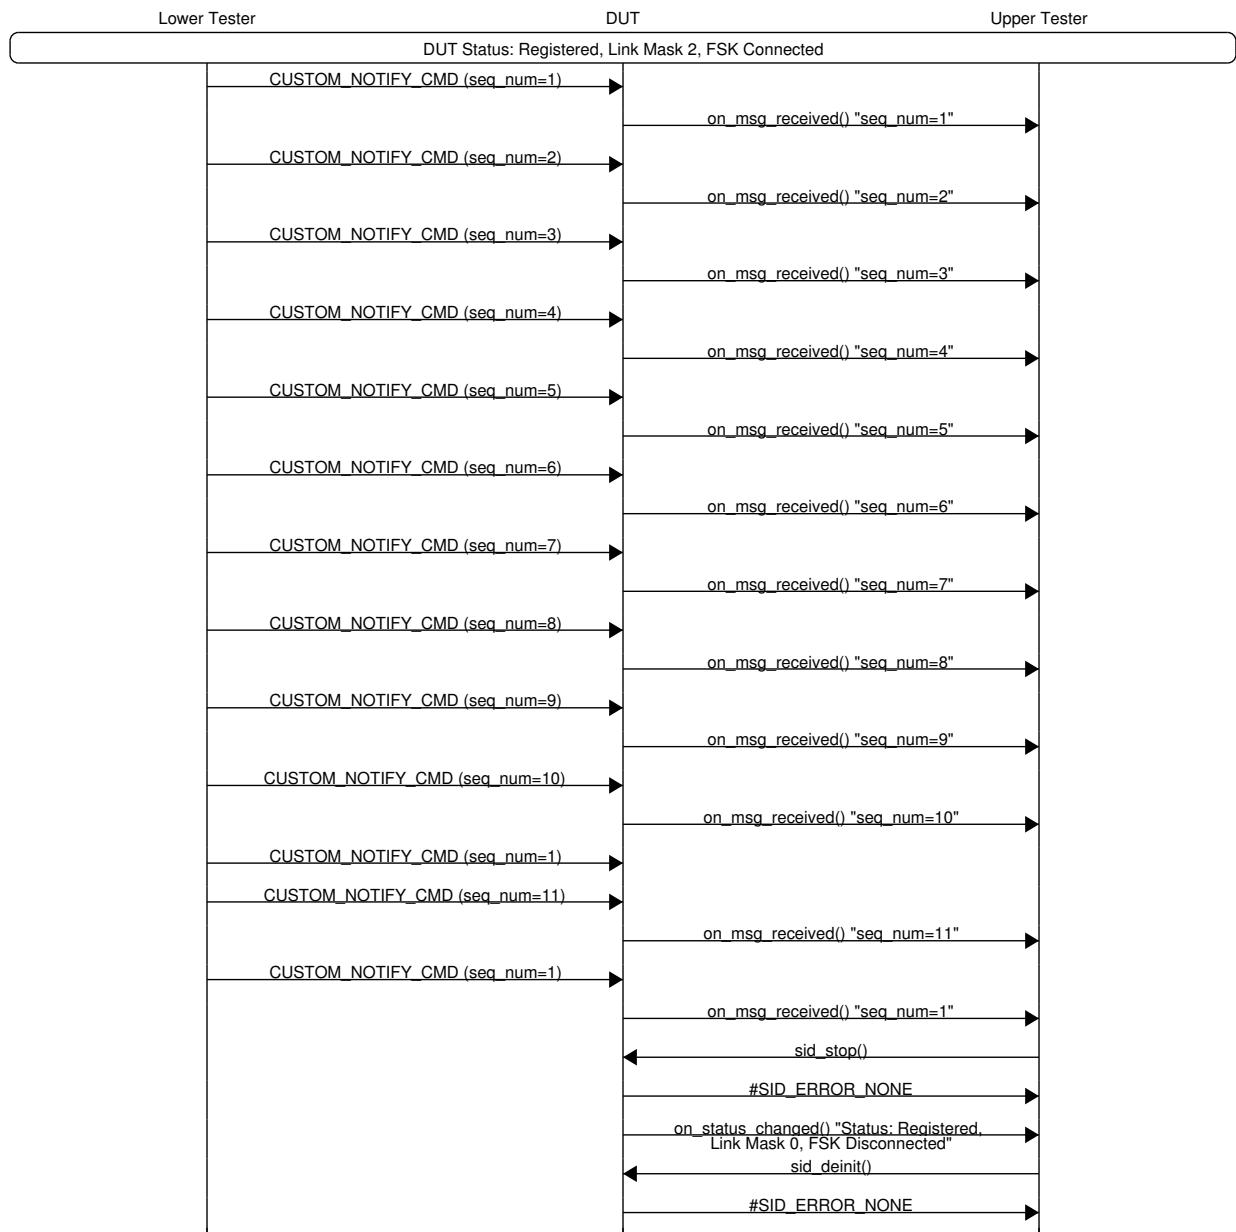 Lower Tester DUT Upper Tester
DUT Status: Registered, Link Mask 2, FSK Connected
CUSTOM_NOTIFY_CMD (seq_num=1)
on_msg_received() "seq_num=1"
CUSTOM_NOTIFY_CMD (seq_num=2)
on_msg_received() "seq_num=2"
CUSTOM_NOTIFY_CMD (seq_num=3)
on_msg_received() "seq_num=3"
CUSTOM_NOTIFY_CMD (seq_num=4)
on_msg_received() "seq_num=4"
CUSTOM_NOTIFY_CMD (seq_num=5)
on_msg_received() "seq_num=5"
CUSTOM_NOTIFY_CMD (seq_num=6)
on_msg_received() "seq_num=6"
CUSTOM_NOTIFY_CMD (seq_num=7)
on_msg_received() "seq_num=7"
CUSTOM_NOTIFY_CMD (seq_num=8)
on_msg_received() "seq_num=8"
CUSTOM_NOTIFY_CMD (seq_num=9)
on_msg_received() "seq_num=9"
CUSTOM_NOTIFY_CMD (seq_num=10)
on_msg_received() "seq_num=10"
CUSTOM_NOTIFY_CMD (seq_num=1)
CUSTOM_NOTIFY_CMD (seq_num=11)
on_msg_received() "seq_num=11"
CUSTOM_NOTIFY_CMD (seq_num=1)
on_msg_received() "seq_num=1"
sid_stop()
#SID_ERROR_NONE
on_status_changed() "Status: Registered,
Link Mask 0, FSK Disconnected"
sid_deinit()
#SID_ERROR_NONE